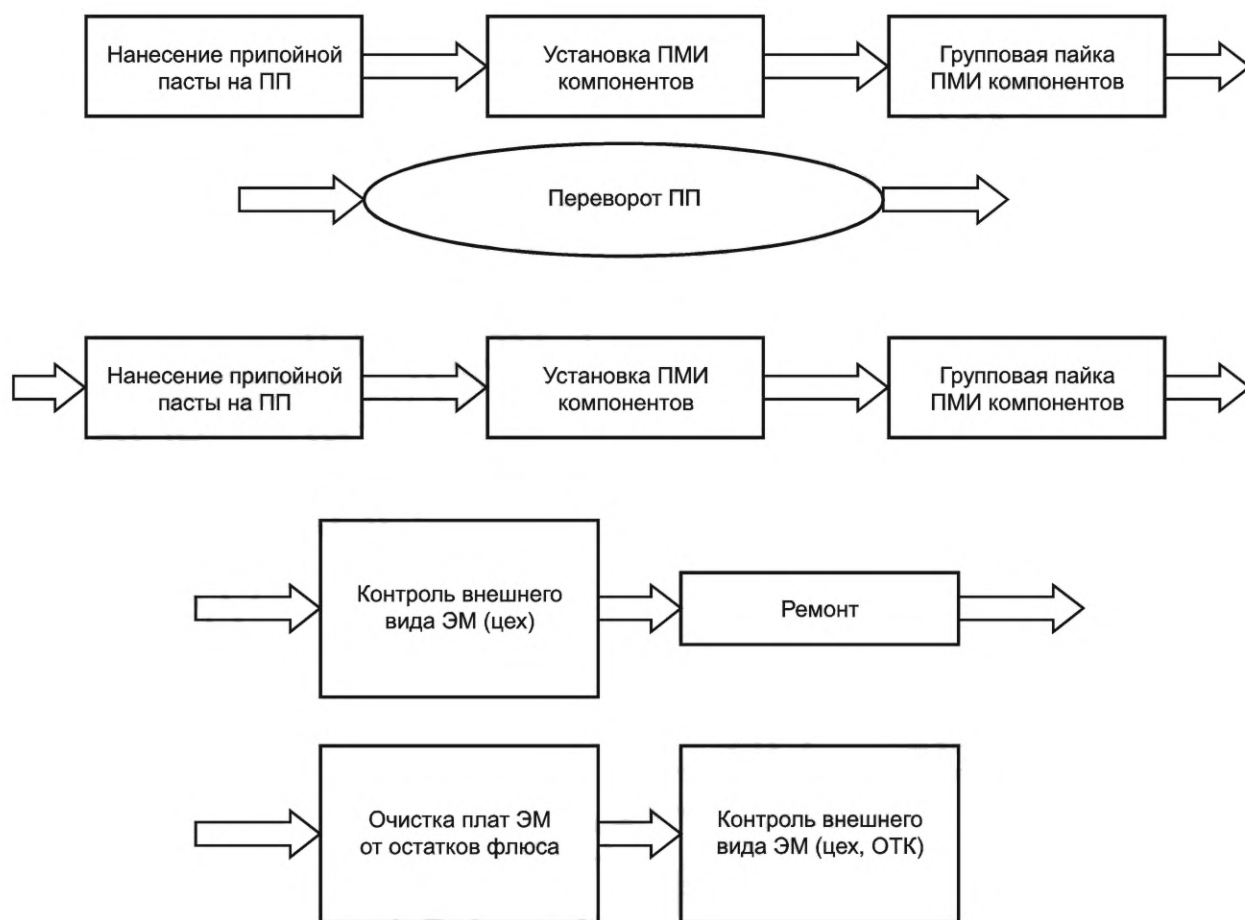 Нанесение припойной
пасты на ПП
Установка ПМИ
компонентов
Групповая пайка
ПМИ компонентов
Переворот ПП
Нанесение припойной
пасты на ПП
Установка ПМИ
компонентов
Групповая пайка
ПМИ компонентов
Контроль внешнего
вида ЭМ (цех)
Ремонт
Очистка плат ЭМ
от остатков флюса
Контроль внешнего
вида ЭМ (цех, ОТК)